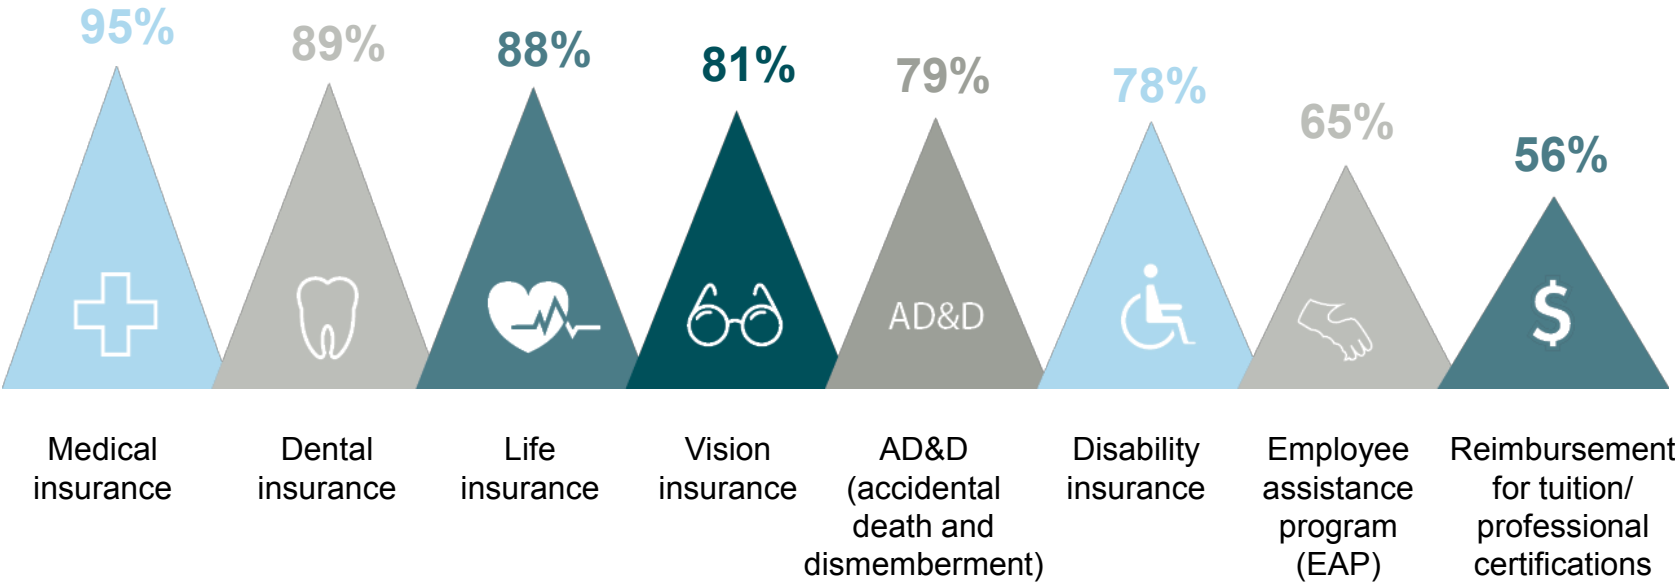 95%
89%
88%
81%
79%
78%
65%
56%
AD&D
$
Medical
insurance
Dental
insurance
Life
insurance
Vision
insurance
AD&D
(accidental
death and
dismemberment)
Disability
insurance
Employee
assistance
program
(EAP)
Reimbursement
for tuition/
professional
certifications